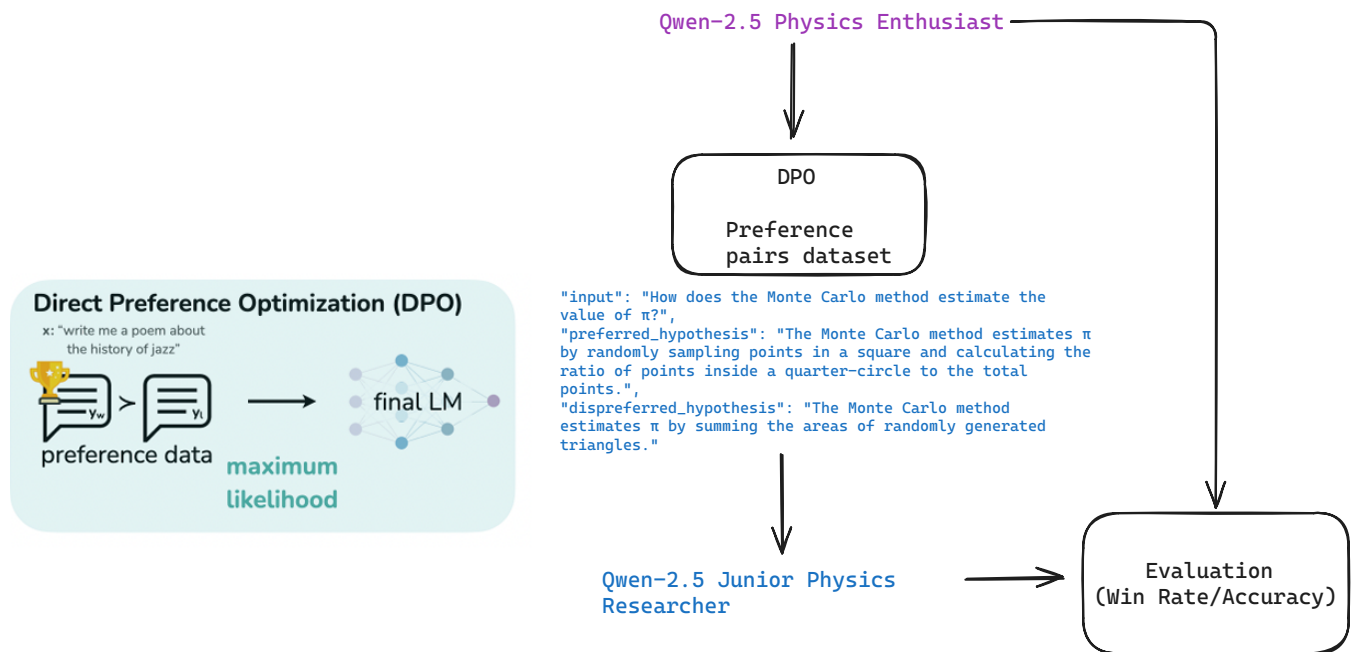 Qwen-2.5 Physics Enthusiast
DPO
Preference
pairs dataset
Direct Preference Optimization (DPO)
x: “write me a poem about
the history of jazz”
yw
>
yl
preference data
maximum
likelihood
final LM
"input": "How does the Monte Carlo method estimate the
value of π?",
"preferred_hypothesis": "The Monte Carlo method estimates π
by randomly sampling points in a square and calculating the
ratio of points inside a quarter-circle to the total
points.",
"dispreferred_hypothesis": "The Monte Carlo method
estimates π by summing the areas of randomly generated
triangles."
Qwen-2.5 Junior Physics
Researcher
Evaluation
(Win Rate/Accuracy)